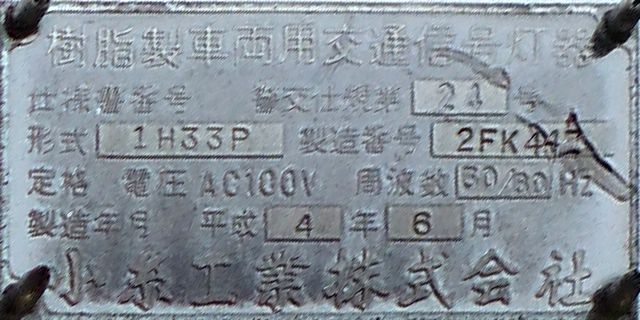 樹脂製車両用交通信号灯器
仕様書番号 警交仕規第 24 号
形式 1H33P 製造番号 2FK442
定格 電圧 AC100V 周波数 50/60 Hz
製造年月 平成 4 年 6 月
小糸工業株式会社